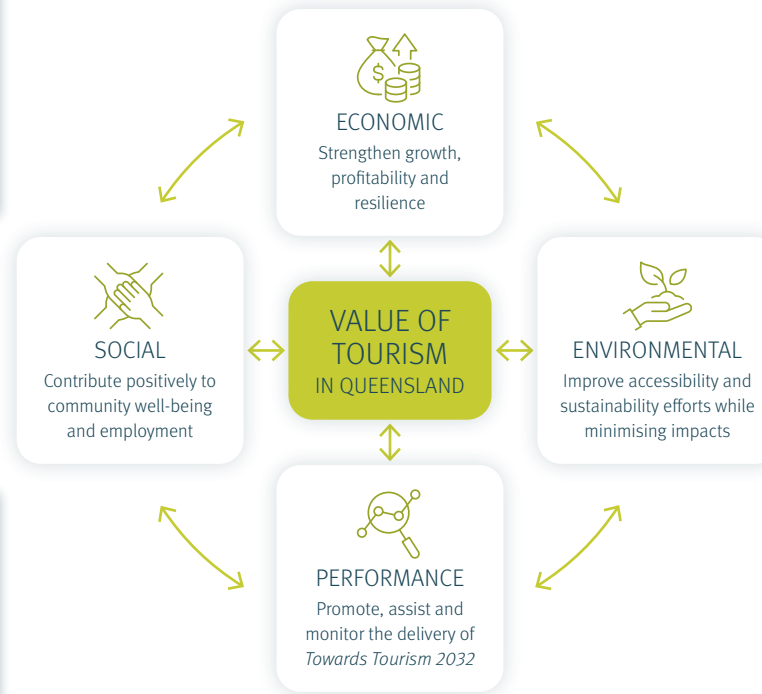 $
ECONOMIC
Strengthen growth,
profitability and
resilience
SOCIAL
Contribute positively to
community well-being
and employment
VALUE OF
TOURISM
IN QUEENSLAND
ENVIRONMENTAL
Improve accessibility and
sustainability efforts while
minimising impacts
PERFORMANCE
Promote, assist and
monitor the delivery of
Towards Tourism 2032